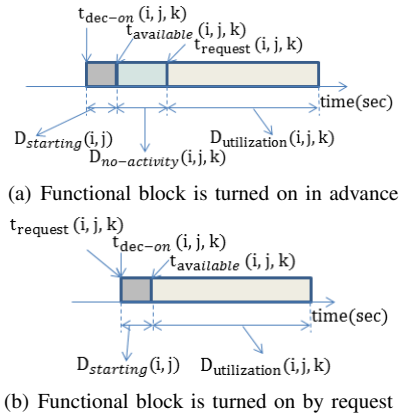 t_dec−on (i, j, k)
t_available (i, j, k)
t_request (i, j, k)
time(sec)
D_starting(i, j)
D_utilization(i, j, k)
D_no−activity(i, j, k)
(a) Functional block is turned on in advance
t_request (i, j, k)
t_dec−on (i, j, k)
t_available (i, j, k)
time(sec)
D_starting(i, j)
D_utilization(i, j, k)
(b) Functional block is turned on by request